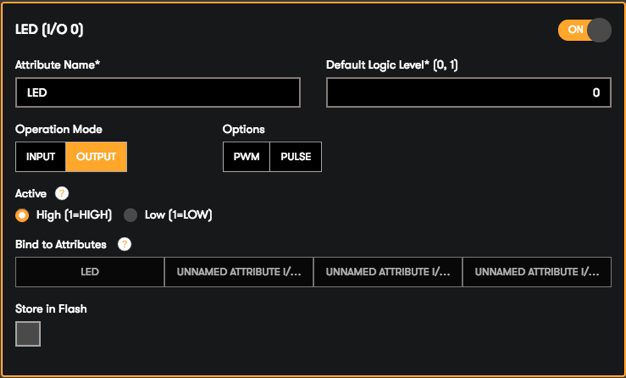 LED (I/O 0)
ON
Attribute Name*
Default Logic Level* (0, 1)
LED
0
Operation Mode
Options
INPUT OUTPUT
PWM PULSE
Active ?
High (1=HIGH) Low (1=LOW)
Bind to Attributes ?
LED UNNAMED ATTRIBUTE I/... UNNAMED ATTRIBUTE I/... UNNAMED ATTRIBUTE I/...
Store in Flash